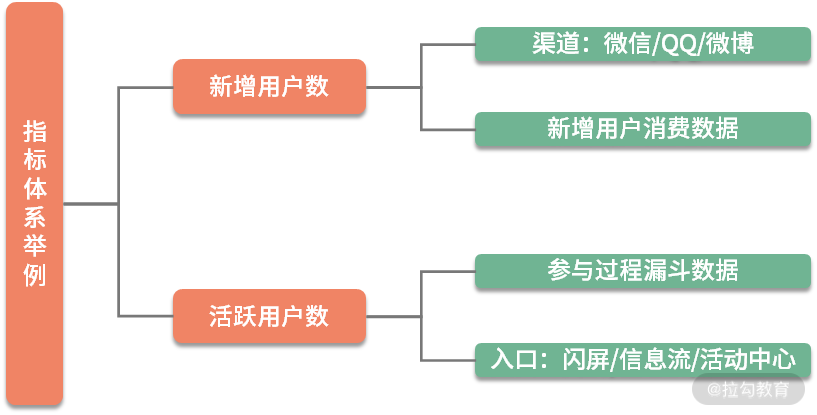 指标体系举例
新增用户数
渠道：微信/QQ/微博
新增用户消费数据
活跃用户数
参与过程漏斗数据
入口：闪屏/信息流/活动中心
@拉勾教育